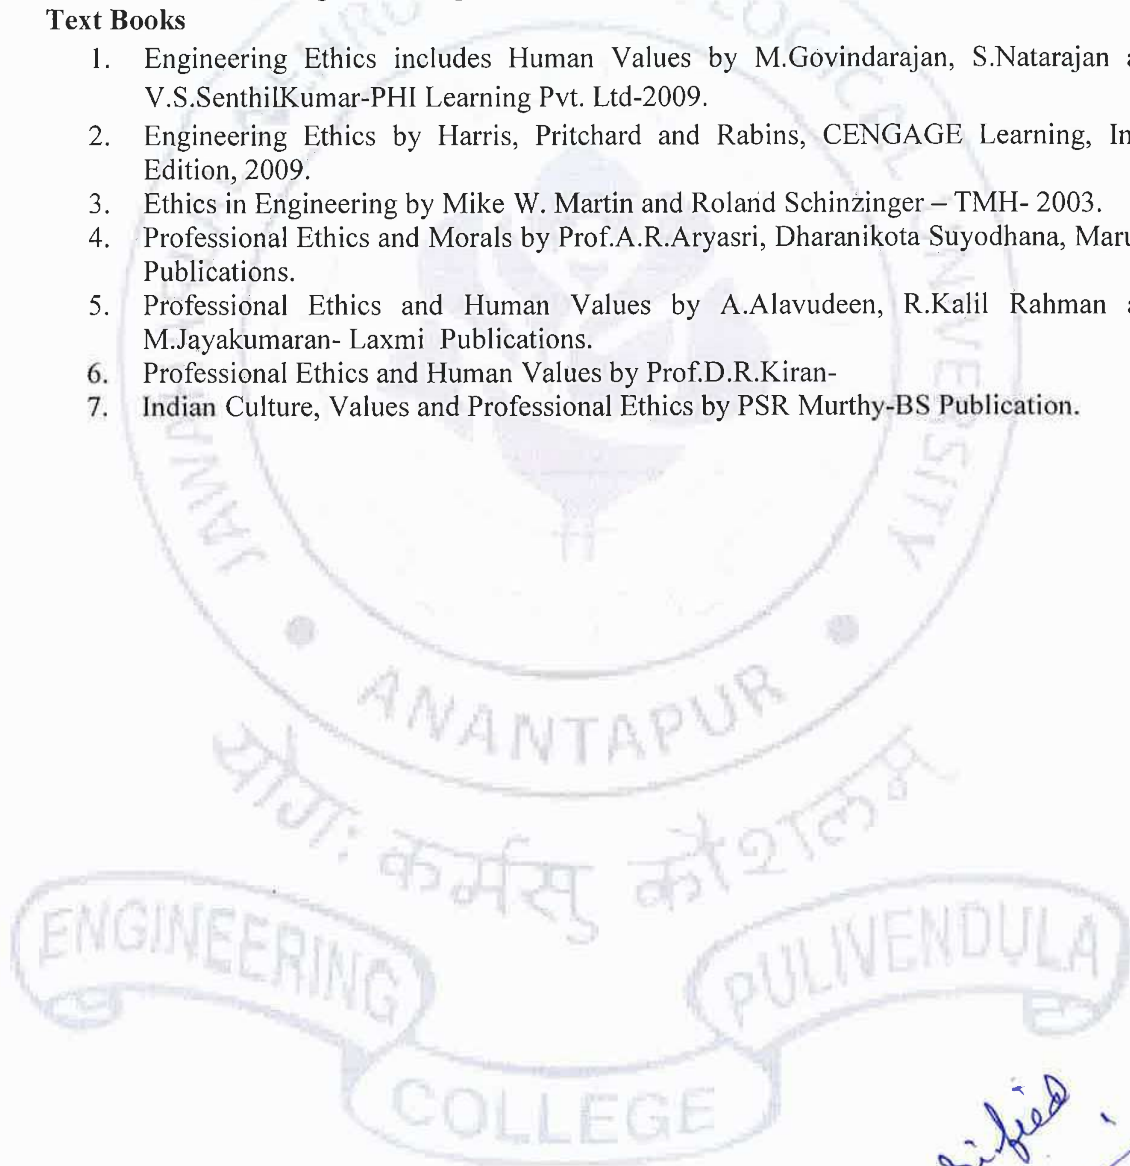 Text Books
1. Engineering Ethics includes Human Values by M.Govindarajan, S.Natarajan a
V.S.SenthilKumar-PHI Learning Pvt. Ltd-2009.
2. Engineering Ethics by Harris, Pritchard and Rabins, CENGAGE Learning, In
Edition, 2009.
3. Ethics in Engineering by Mike W. Martin and Roland Schinzinger – TMH- 2003.
4. Professional Ethics and Morals by Prof.A.R.Aryasri, Dharanikota Suyodhana, Maru
Publications.
5. Professional Ethics and Human Values by A.Alavudeen, R.Kalil Rahman a
M.Jayakumaran- Laxmi Publications.
6. Professional Ethics and Human Values by Prof.D.R.Kiran-
7. Indian Culture, Values and Professional Ethics by PSR Murthy-BS Publication.
UNIVERSITY
ANANTAPUR
योग: कर्मसु कौशलम
ENGINEERING
PULIVENDULA
COLLEGE